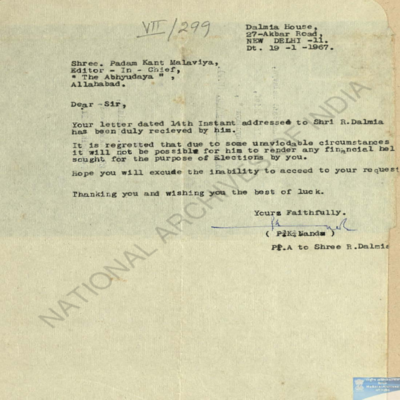 VII/299
Dalmia House,
27-Akbar Road,
NEW DELHI -11.
Dt. 19 -1 -1967.
Shree. Padam Kant Malaviya,
Editor - In - Chief,
" The Abhyudaya " ,
Allahabad.
Dear -Sir,
Your letter dated 14th Instant addressed to Shri R.Dalmia
has been duly recieved by him.
It is regretted that due to some unaviodable circumstances
it will not be possible for him to render any financial hel
sought for the purpose of Elections by you.
Hope you will excude the inability to acceed to your request
Thanking you and wishing you the best of luck.
Yours Faithfully.
( P.K.Nanda )
P.A to Shree R.Dalmia
NATIONAL ARCHIVES OF INDIA